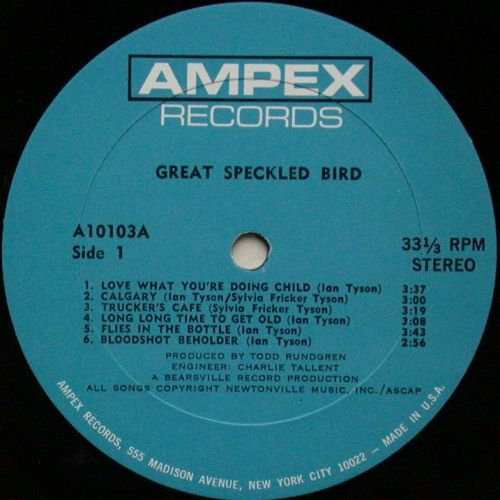 AMPEX
RECORDS
GREAT SPECKLED BIRD
A10103A
Side 1
33⅓ RPM
STEREO
1. LOVE WHAT YOU'RE DOING CHILD (Ian Tyson) 3:37
2. CALGARY (Ian Tyson/Sylvia Fricker Tyson) 3:00
3. TRUCKER'S CAFE (Sylvia Fricker Tyson) 3:19
4. LONG LONG TIME TO GET OLD (Ian Tyson) 3:08
5. FLIES IN THE BOTTLE (Ian Tyson) 3:43
6. BLOODSHOT BEHOLDER (Ian Tyson) 2:56
PRODUCED BY TODD RUNDGREN
ENGINEER: CHARLIE TALLENT
A BEARSVILLE RECORD PRODUCTION
ALL SONGS COPYRIGHT NEWTONVILLE MUSIC, INC./ASCAP
AMPEX RECORDS, 555 MADISON AVENUE, NEW YORK CITY 10022 — MADE IN U.S.A.